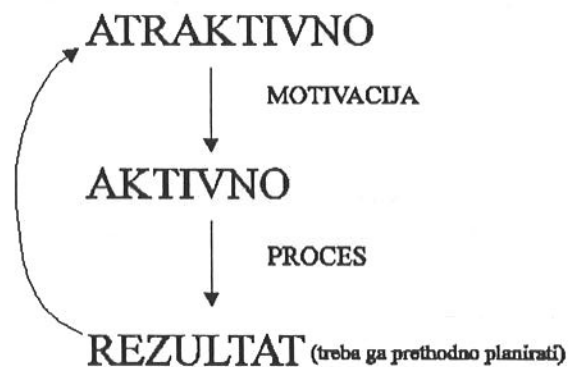 ATRAKTIVNO
MOTIVACIJA
AKTIVNO
PROCES
REZULTAT (treba ga prethodno planirati)